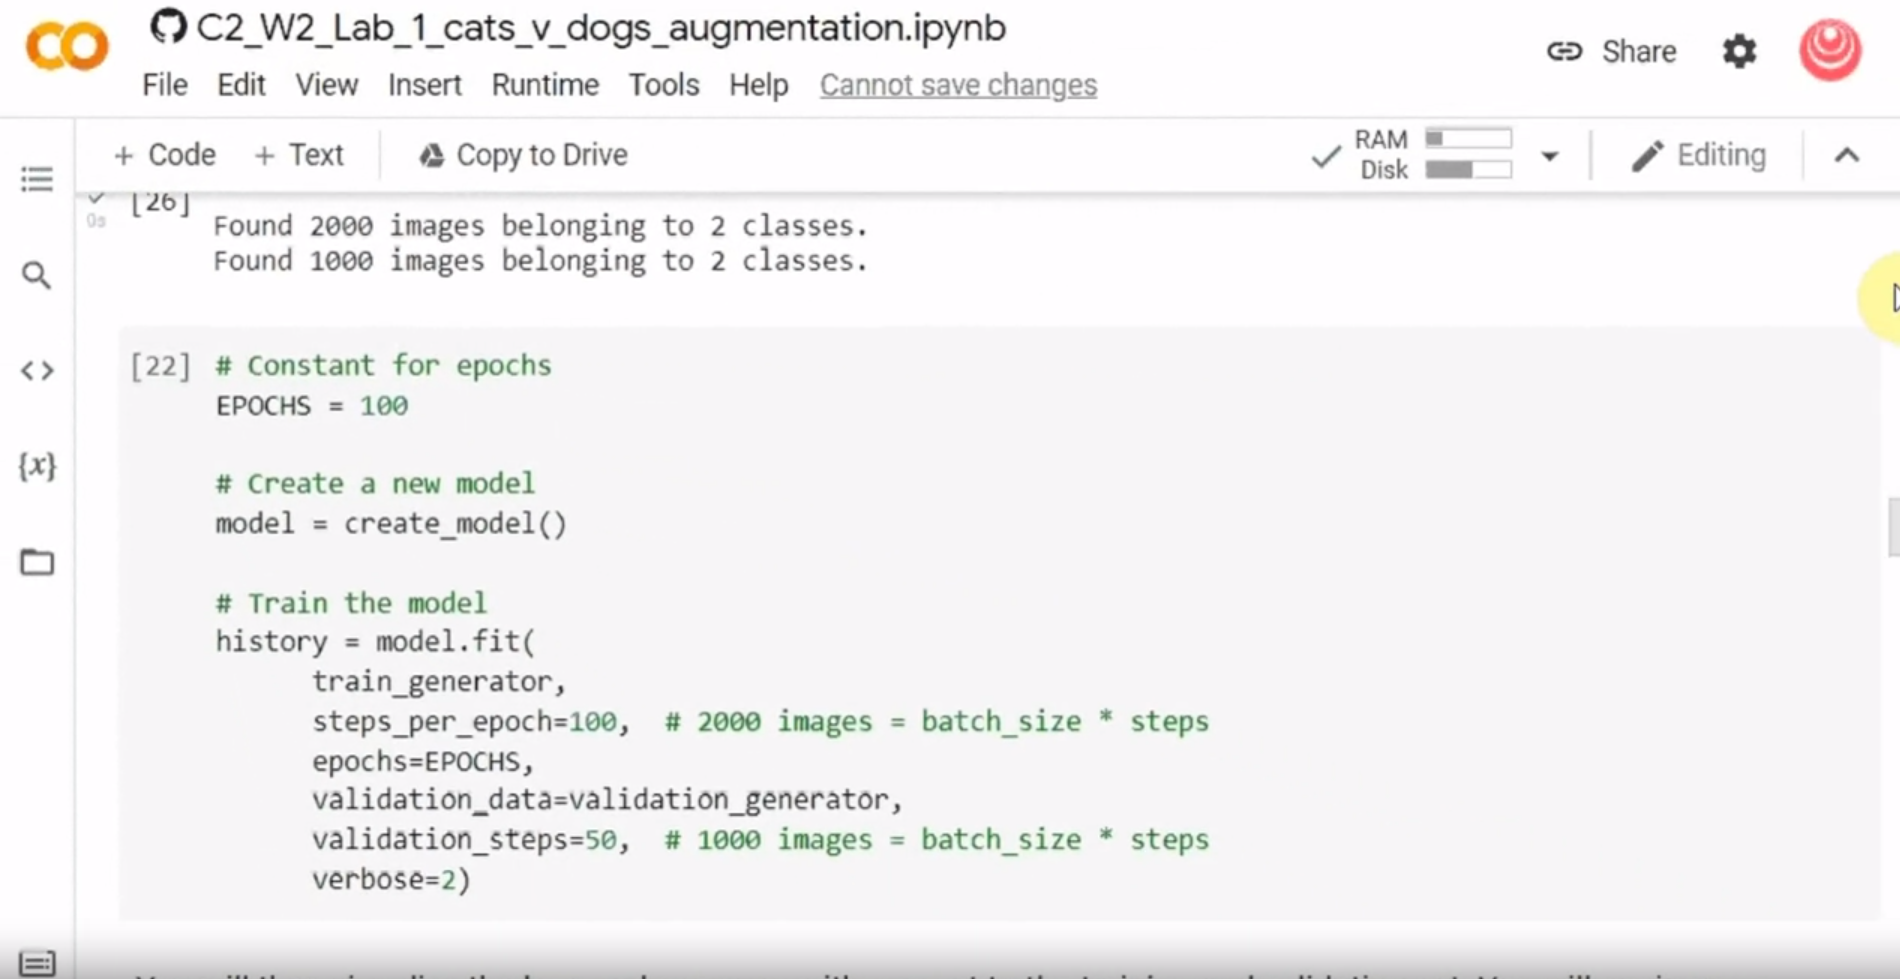 C2_W2_Lab_1_cats_v_dogs_augmentation.ipynb
File Edit View Insert Runtime Tools Help Cannot save changes
Share
+ Code + Text Copy to Drive
RAM
Disk
Editing
[26]
0s
Found 2000 images belonging to 2 classes.
Found 1000 images belonging to 2 classes.
[22] # Constant for epochs
EPOCHS = 100
# Create a new model
model = create_model()
# Train the model
history = model.fit(
train_generator,
steps_per_epoch=100, # 2000 images = batch_size * steps
epochs=EPOCHS,
validation_data=validation_generator,
validation_steps=50, # 1000 images = batch_size * steps
verbose=2)